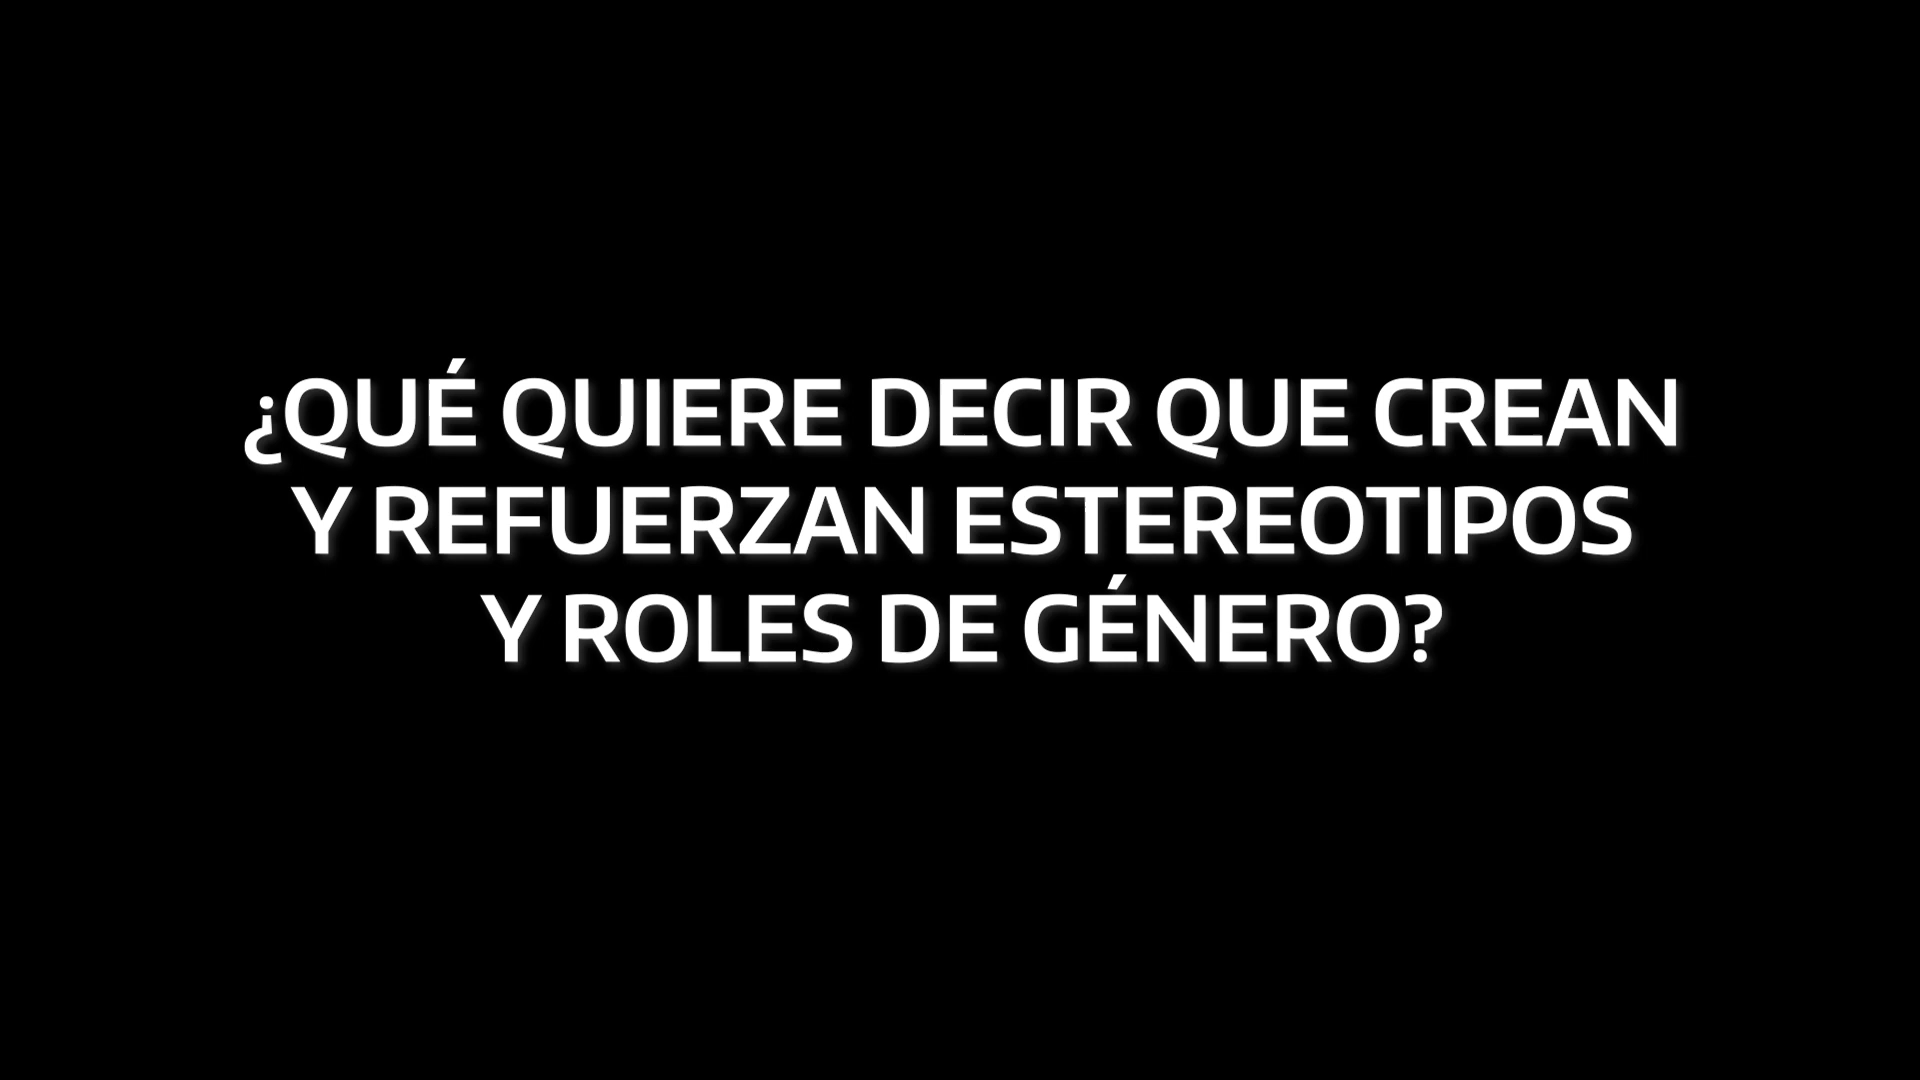 ¿QUÉ QUIERE DECIR QUE CREAN
Y REFUERZAN ESTEREOTIPOS
Y ROLES DE GÉNERO?